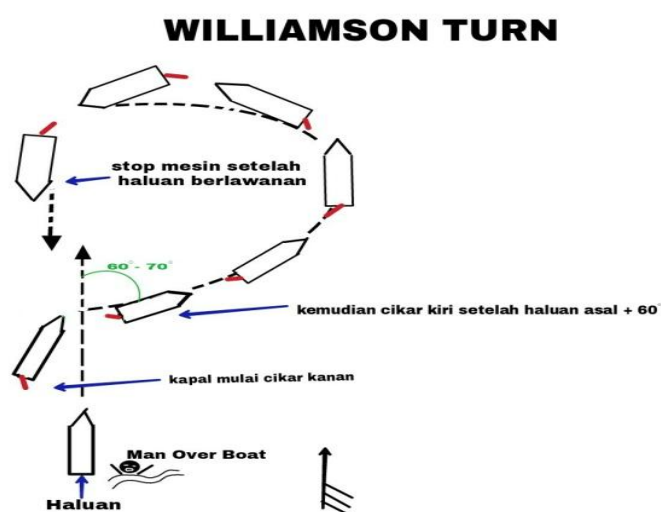 WILLIAMSON TURN
stop mesin setelah
haluan berlawanan
60°- 70°
kemudian cikar kiri setelah haluan asal + 60°
kapal mulai cikar kanan
Man Over Boat
Haluan